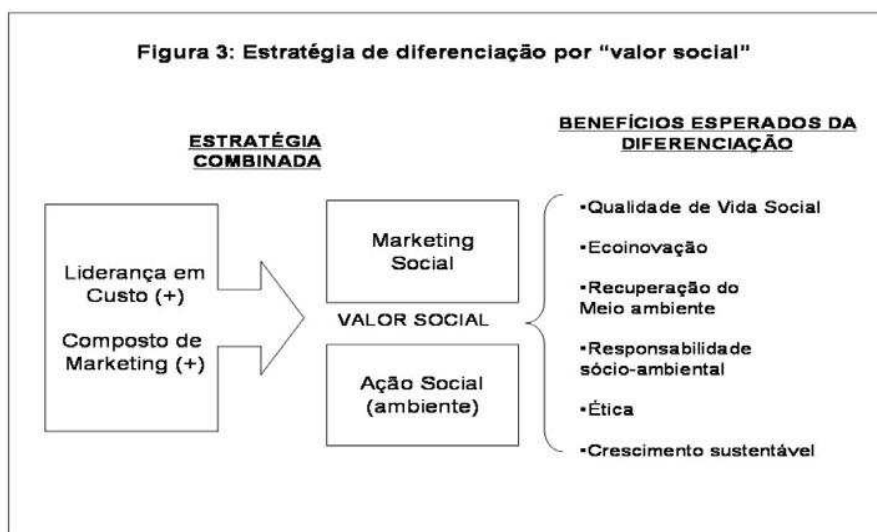 Figura 3: Estratégia de diferenciação por “valor social”
ESTRATÉGIA
COMBINADA
BENEFÍCIOS ESPERADOS DA
DIFERENCIAÇÃO
Liderança em
Custo (+)
Composto de
Marketing (+)
Marketing
Social
VALOR SOCIAL
Ação Social
(ambiente)
▪Qualidade de Vida Social
▪Ecoinovação
▪Recuperação do
Meio ambiente
▪Responsabilidade
sócio-ambiental
▪Ética
▪Crescimento sustentável